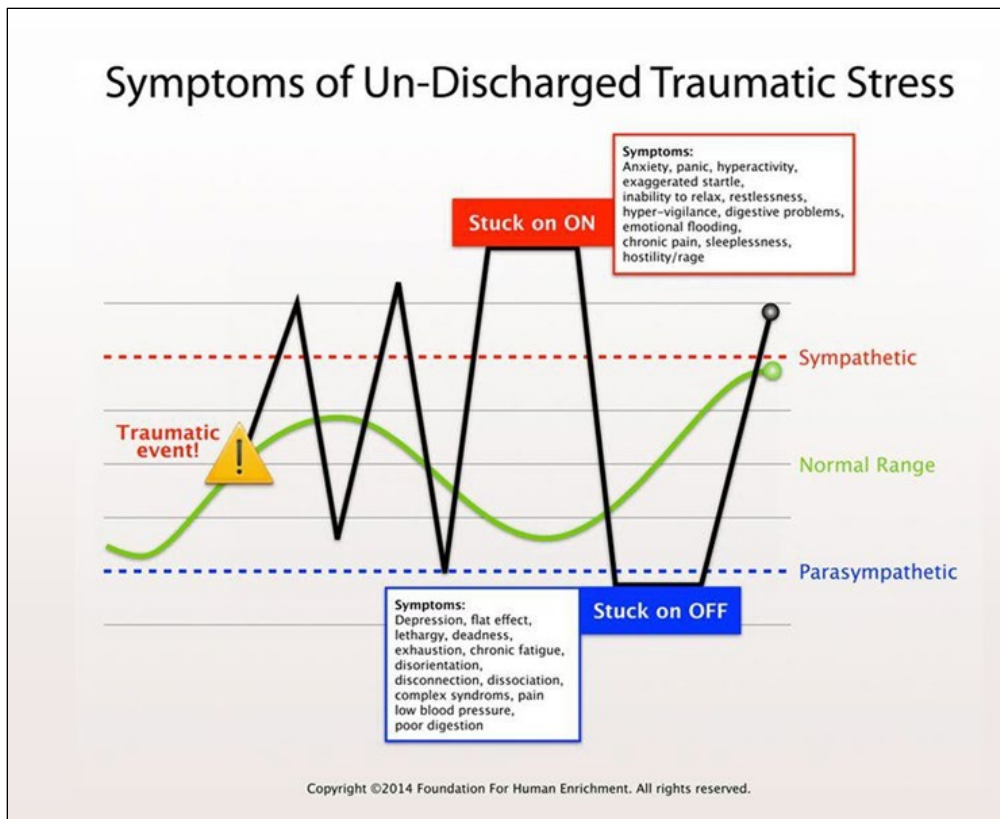 Symptoms of Un-Discharged Traumatic Stress
Symptoms:
Anxiety, panic, hyperactivity,
exaggerated startle,
inability to relax, restlessness,
hyper-vigilance, digestive problems,
emotional flooding,
chronic pain, sleeplessness,
hostility/rage
Stuck on ON
Sympathetic
Traumatic
event!
!
Normal Range
Parasympathetic
Symptoms:
Depression, flat effect,
lethargy, deadness,
exhaustion, chronic fatigue,
disorientation,
disconnection, dissociation,
complex syndroms, pain
low blood pressure,
poor digestion
Stuck on OFF
Copyright ©2014 Foundation For Human Enrichment. All rights reserved.